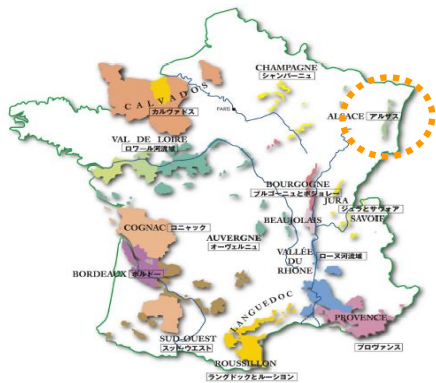 CHAMPAGNE
シャンパーニュ
CALVADOS
カルヴァドス
PARIS
ALSACE
アルザス
VAL DE LOIRE
ロワール河流域
BOURGOGNE
ブルゴーニュとボジョレー
JURA
ジュラとサヴォア
SAVOIE
BEAUJOLAIS
COGNAC
コニャック
AUVERGNE
オーヴェルニュ
VALLÉE
DU
RHÔNE
ローヌ河流域
BORDEAUX
ボルドー
LANGUEDOC
PROVENCE
プロヴァンス
SUD-OUEST
スッド・ウエスト
ROUSSILLON
ラングドックとルーション